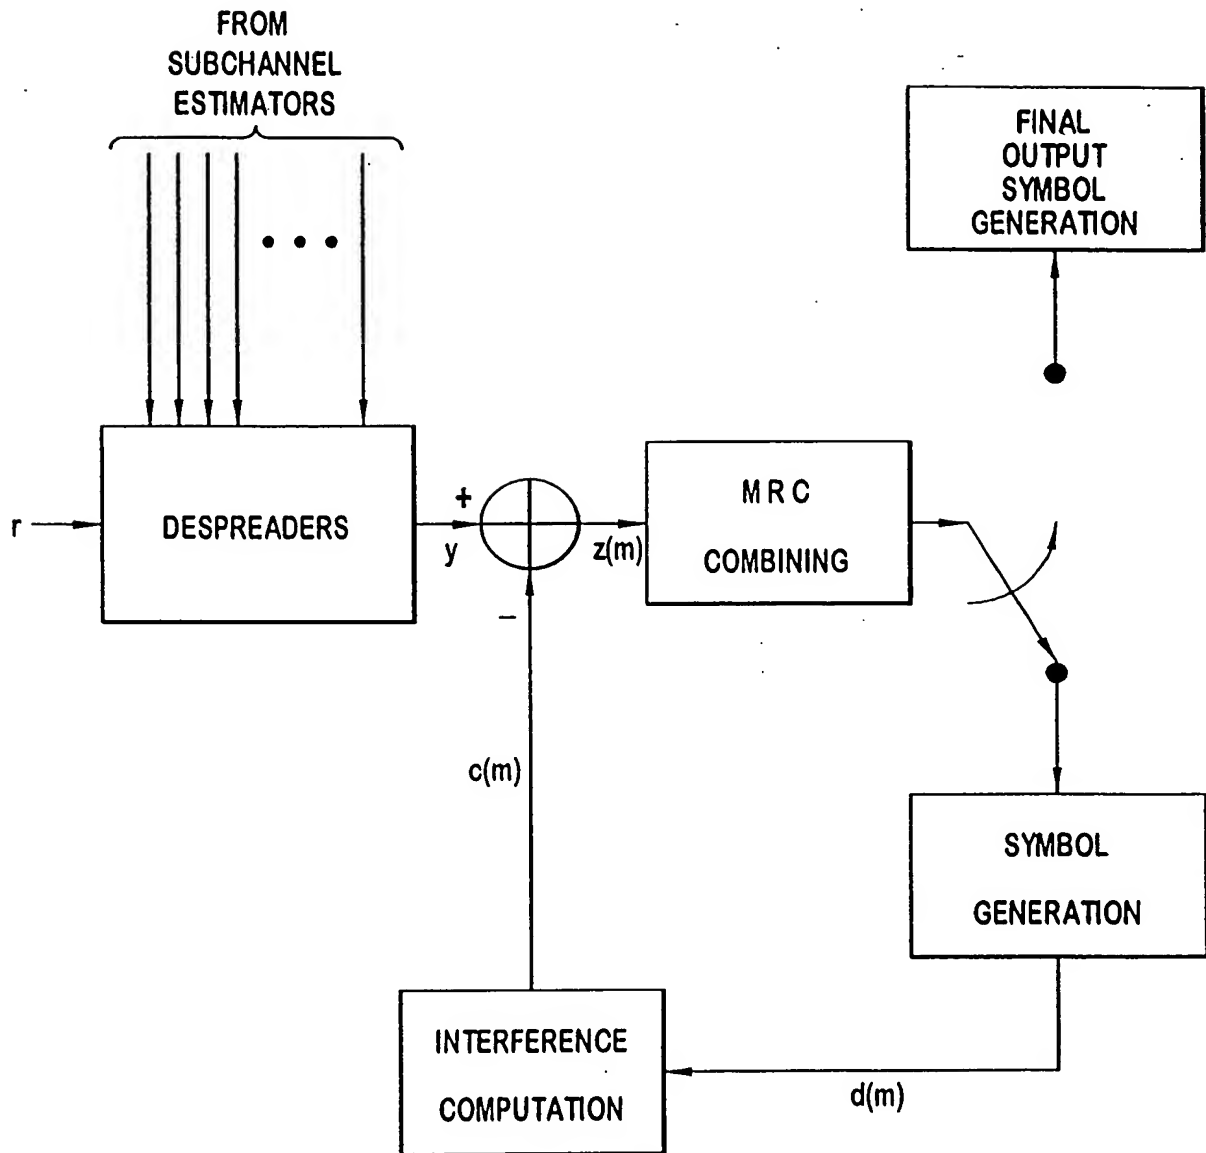 FROM
SUBCHANNEL
ESTIMATORS
FINAL
OUTPUT
SYMBOL
GENERATION
r
DESPREADERS
+
y
−
z(m)
M R C
COMBINING
c(m)
SYMBOL
GENERATION
INTERFERENCE
COMPUTATION
d(m)